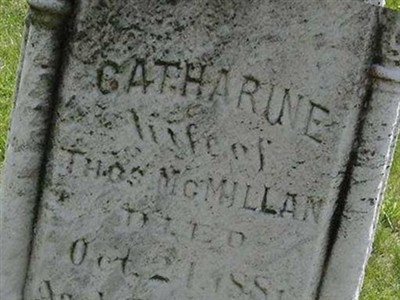 CATHARINE
Wife of
THOS MCMILLAN
DIED
Oct.